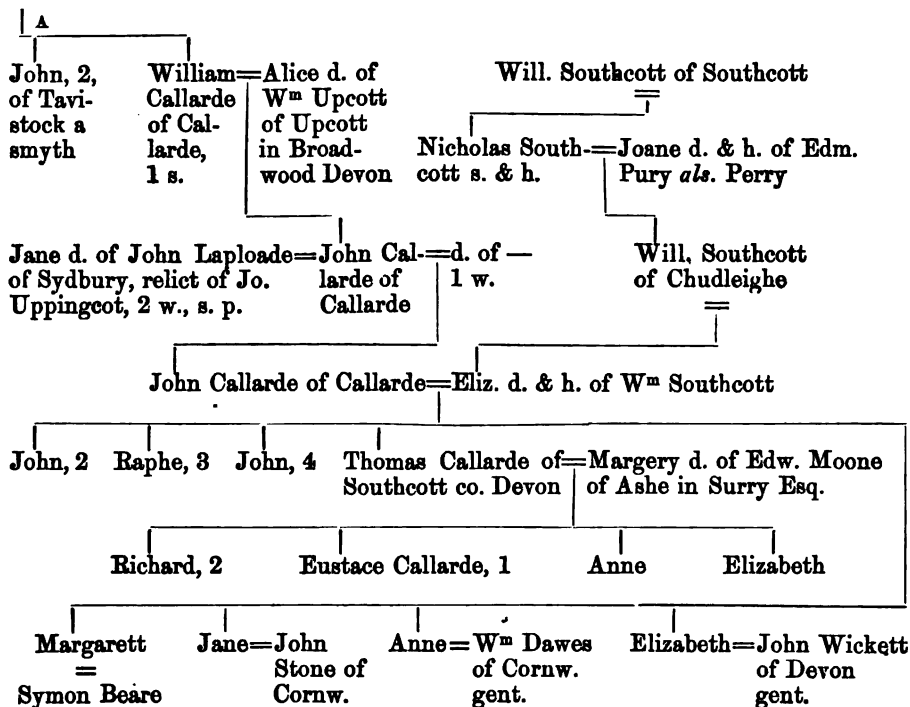 A
John, 2, William=Alice d. of Will. Southcott of Southcott
of Tavi- Callarde Wᵐ Upcott =
stock a of Cal- of Upcott
smyth larde, in Broad- Nicholas South-=Joane d. & h. of Edm.
1 s. wood Devon cott s. & h. Pury als. Perry
Jane d. of John Laploade=John Cal-=d. of — Will, Southcott
of Sydbury, relict of Jo. larde of 1 w. of Chudleighe
Uppingcot, 2 w., s. p. Callarde =
John Callarde of Callarde=Eliz. d. & h. of Wᵐ Southcott
John, 2 Raphe, 3 John, 4 Thomas Callarde of=Margery d. of Edw. Moone
Southcott co. Devon of Ashe in Surry Esq.
Richard, 2 Eustace Callarde, 1 Anne Elizabeth
Margarett Jane=John Anne=Wᵐ Dawes Elizabeth=John Wickett
= Stone of of Cornw. of Devon
Symon Beare Cornw. gent. gent.